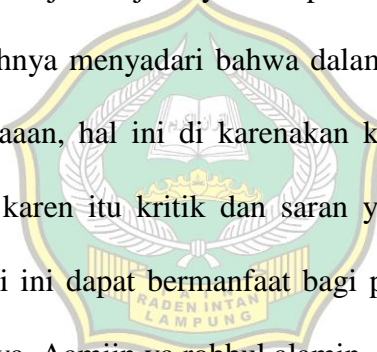 hnya menyadari bahwa dalam
aaan, hal ini di karenakan k
karen itu kritik dan saran y
i ini dapat bermanfaat bagi p
RADEN INTAN
LAMPUNG